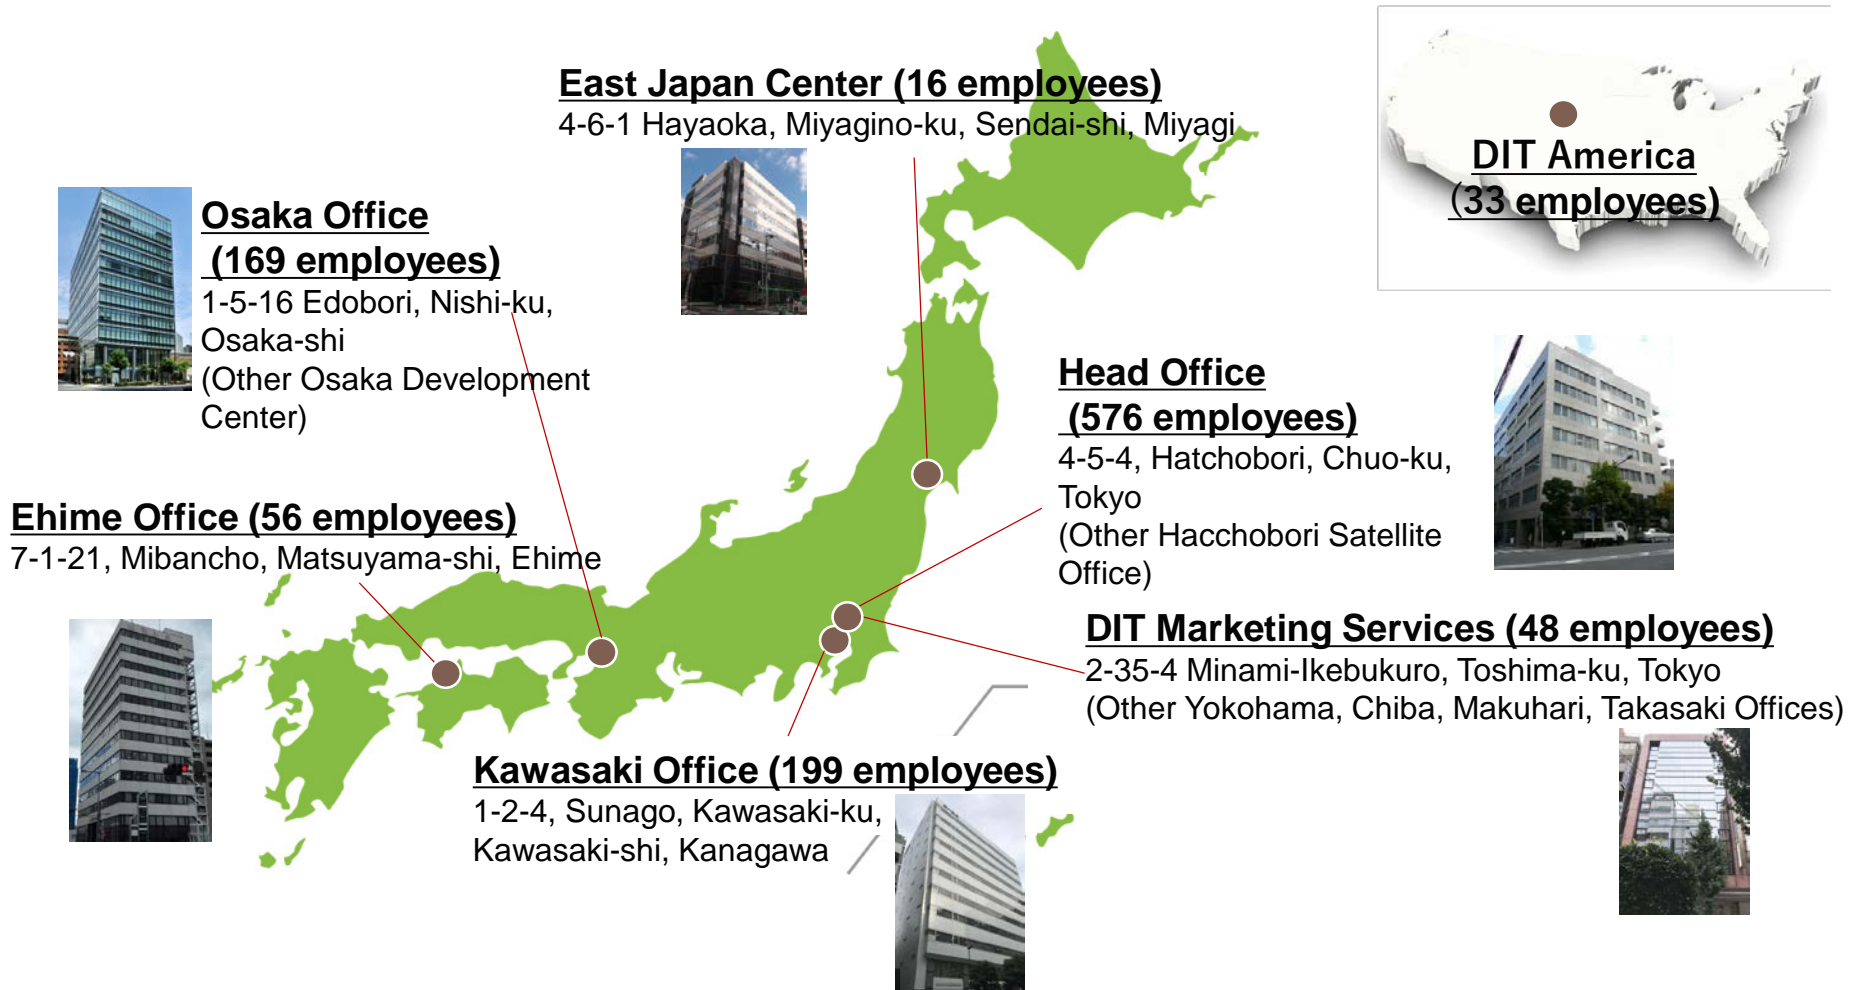 East Japan Center (16 employees)
4-6-1 Hayaoka, Miyagino-ku, Sendai-shi, Miyagi
DIT America
(33 employees)
Osaka Office
(169 employees)
1-5-16 Edobori, Nishi-ku,
Osaka-shi
(Other Osaka Development
Center)
Head Office
(576 employees)
4-5-4, Hatchobori, Chuo-ku,
Tokyo
(Other Hacchobori Satellite
Office)
Ehime Office (56 employees)
7-1-21, Mibancho, Matsuyama-shi, Ehime
DIT Marketing Services (48 employees)
2-35-4 Minami-Ikebukuro, Toshima-ku, Tokyo
(Other Yokohama, Chiba, Makuhari, Takasaki Offices)
Kawasaki Office (199 employees)
1-2-4, Sunago, Kawasaki-ku,
Kawasaki-shi, Kanagawa